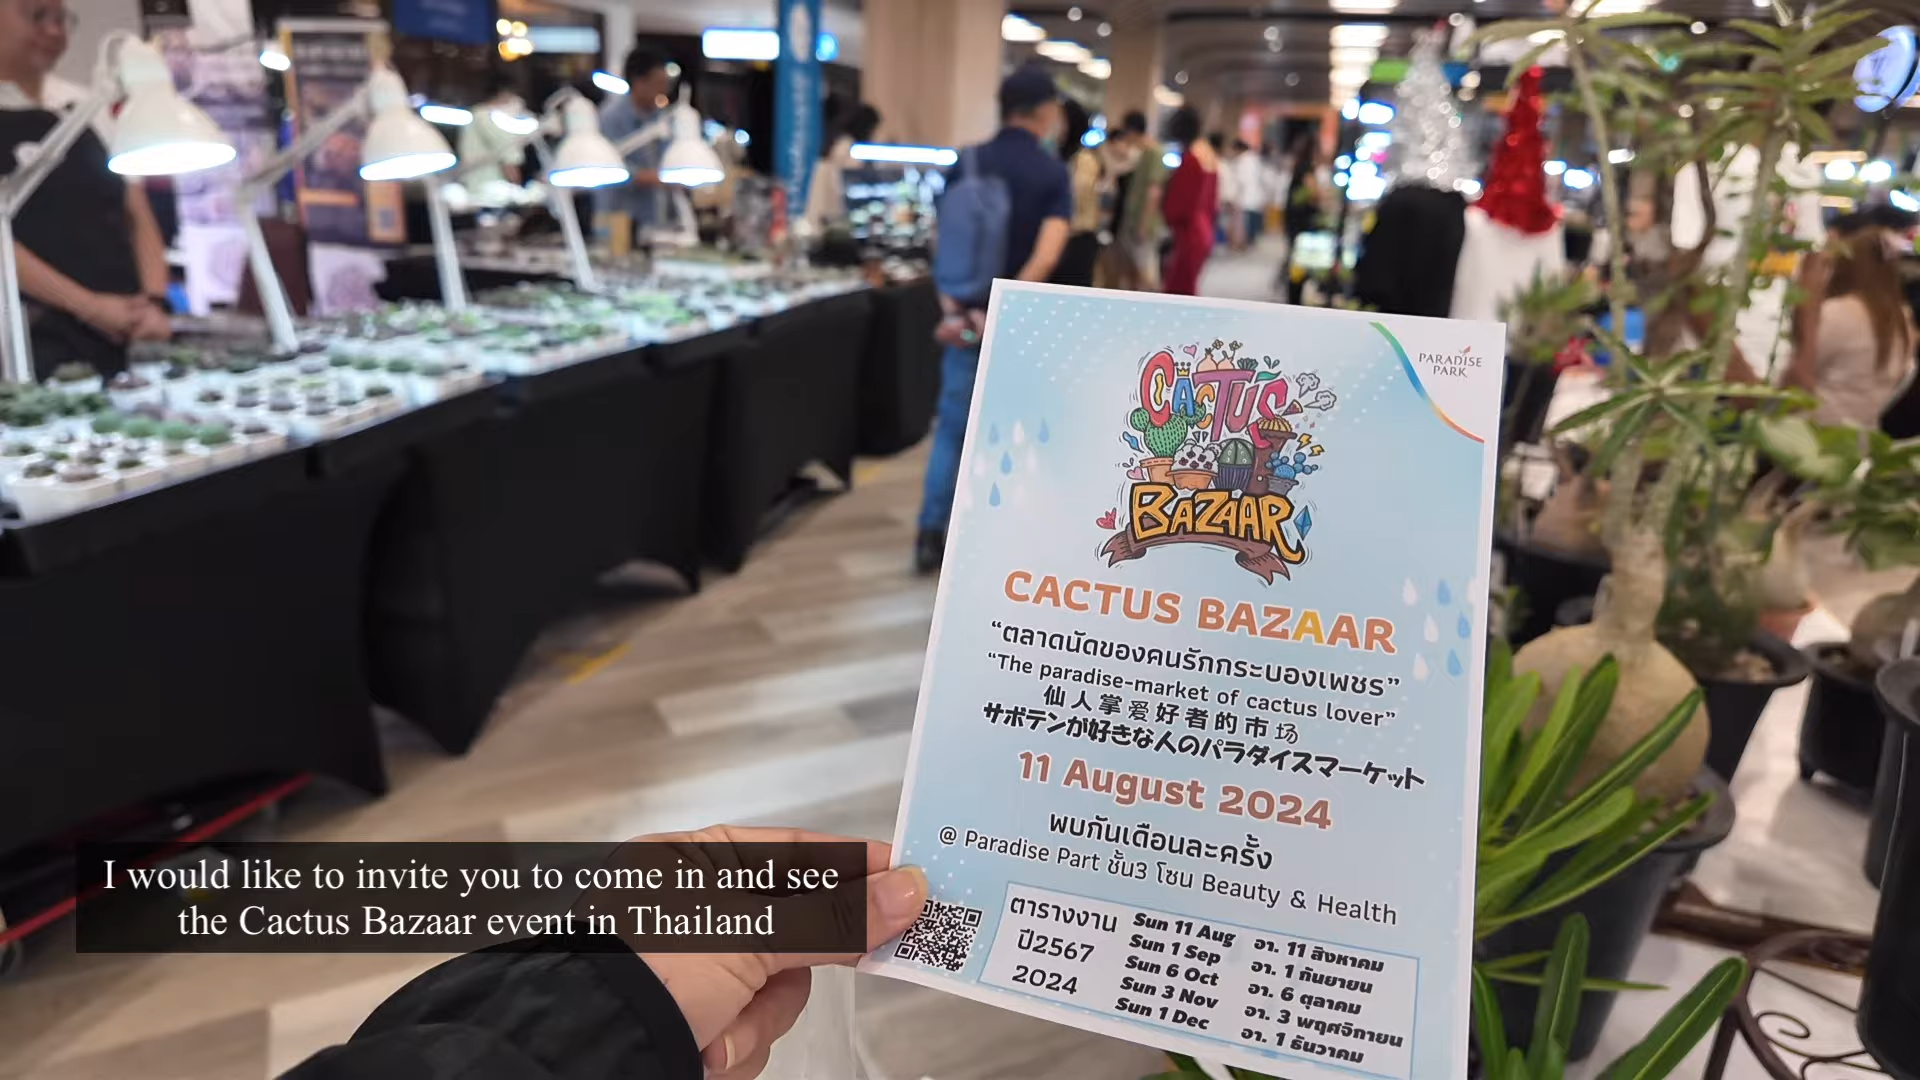 PARADISE
PARK
CACTUS
BAZAAR
CACTUS BAZAAR
“ตลาดนัดของคนรักกระบองเพชร”
“The paradise-market of cactus lover”
仙人掌爱好者的市场
サボテンが好きな人のパラダイスマーケット
11 August 2024
พบกันเดือนละครั้ง
@ Paradise Part ชั้น3 โซน Beauty & Health
ตารางงาน
ปี2567
2024
Sun 11 Aug อา. 11 สิงหาคม
Sun 1 Sep อา. 1 กันยายน
Sun 6 Oct อา. 6 ตุลาคม
Sun 3 Nov อา. 3 พฤศจิกายน
Sun 1 Dec อา. 1 ธันวาคม
I would like to invite you to come in and see
the Cactus Bazaar event in Thailand